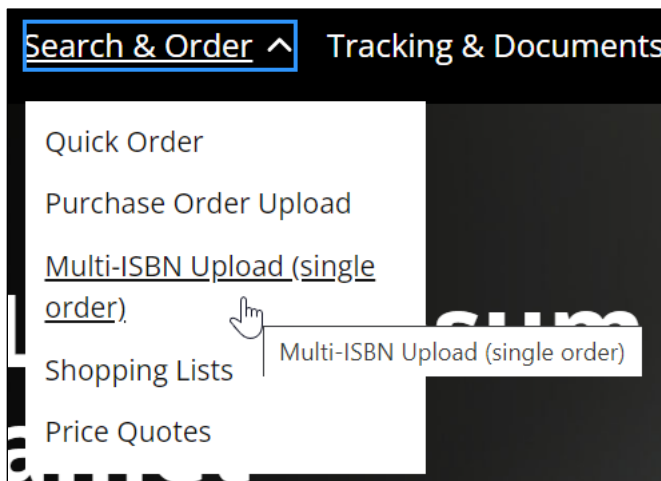 Search & Order Tracking & Documents
Quick Order
Purchase Order Upload
Multi-ISBN Upload (single
order)
Multi-ISBN Upload (single order)
Shopping Lists
Price Quotes